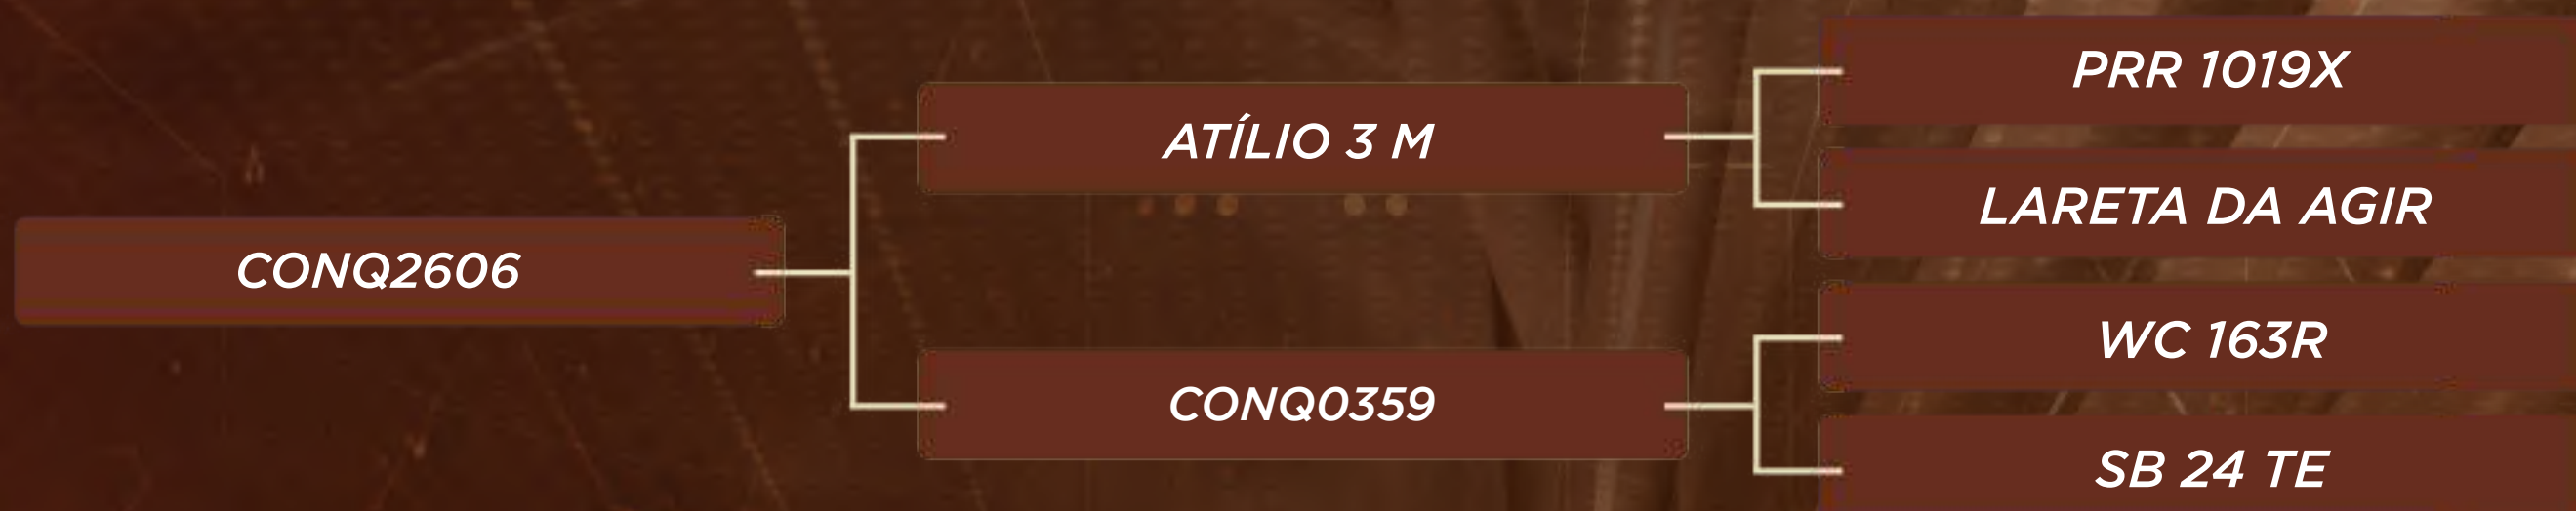 PRR 1019X
ATÍLIO 3 M
LARETA DA AGIR
CONQ2606
WC 163R
CONQ0359
SB 24 TE